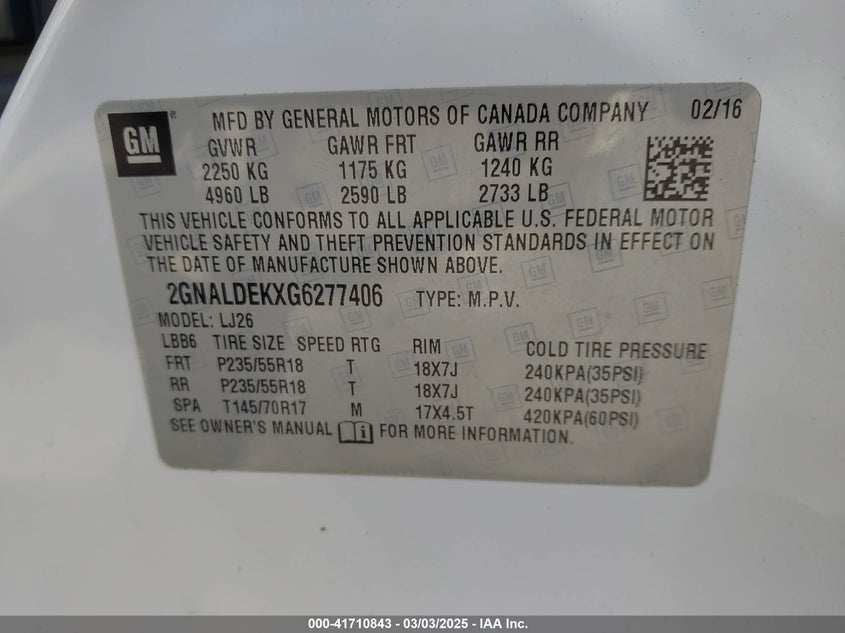 GM ® MFD BY GENERAL MOTORS OF CANADA COMPANY 02/16
GVWR GAWR FRT GAWR RR
2250 KG 1175 KG 1240 KG
4960 LB 2590 LB 2733 LB
THIS VEHICLE CONFORMS TO ALL APPLICABLE U.S. FEDERAL MOTOR
VEHICLE SAFETY AND THEFT PREVENTION STANDARDS IN EFFECT ON
THE DATE OF MANUFACTURE SHOWN ABOVE.
2GNALDEKXG6277406 TYPE: M.P.V.
MODEL: LJ26
LBB6 TIRE SIZE SPEED RTG RIM COLD TIRE PRESSURE
FRT P235/55R18 T 18X7J 240KPA(35PSI)
RR P235/55R18 T 18X7J 240KPA(35PSI)
SPA T145/70R17 M 17X4.5T 420KPA(60PSI)
SEE OWNER'S MANUAL FOR MORE INFORMATION.
000-41710843 - 03/03/2025 - IAA Inc.